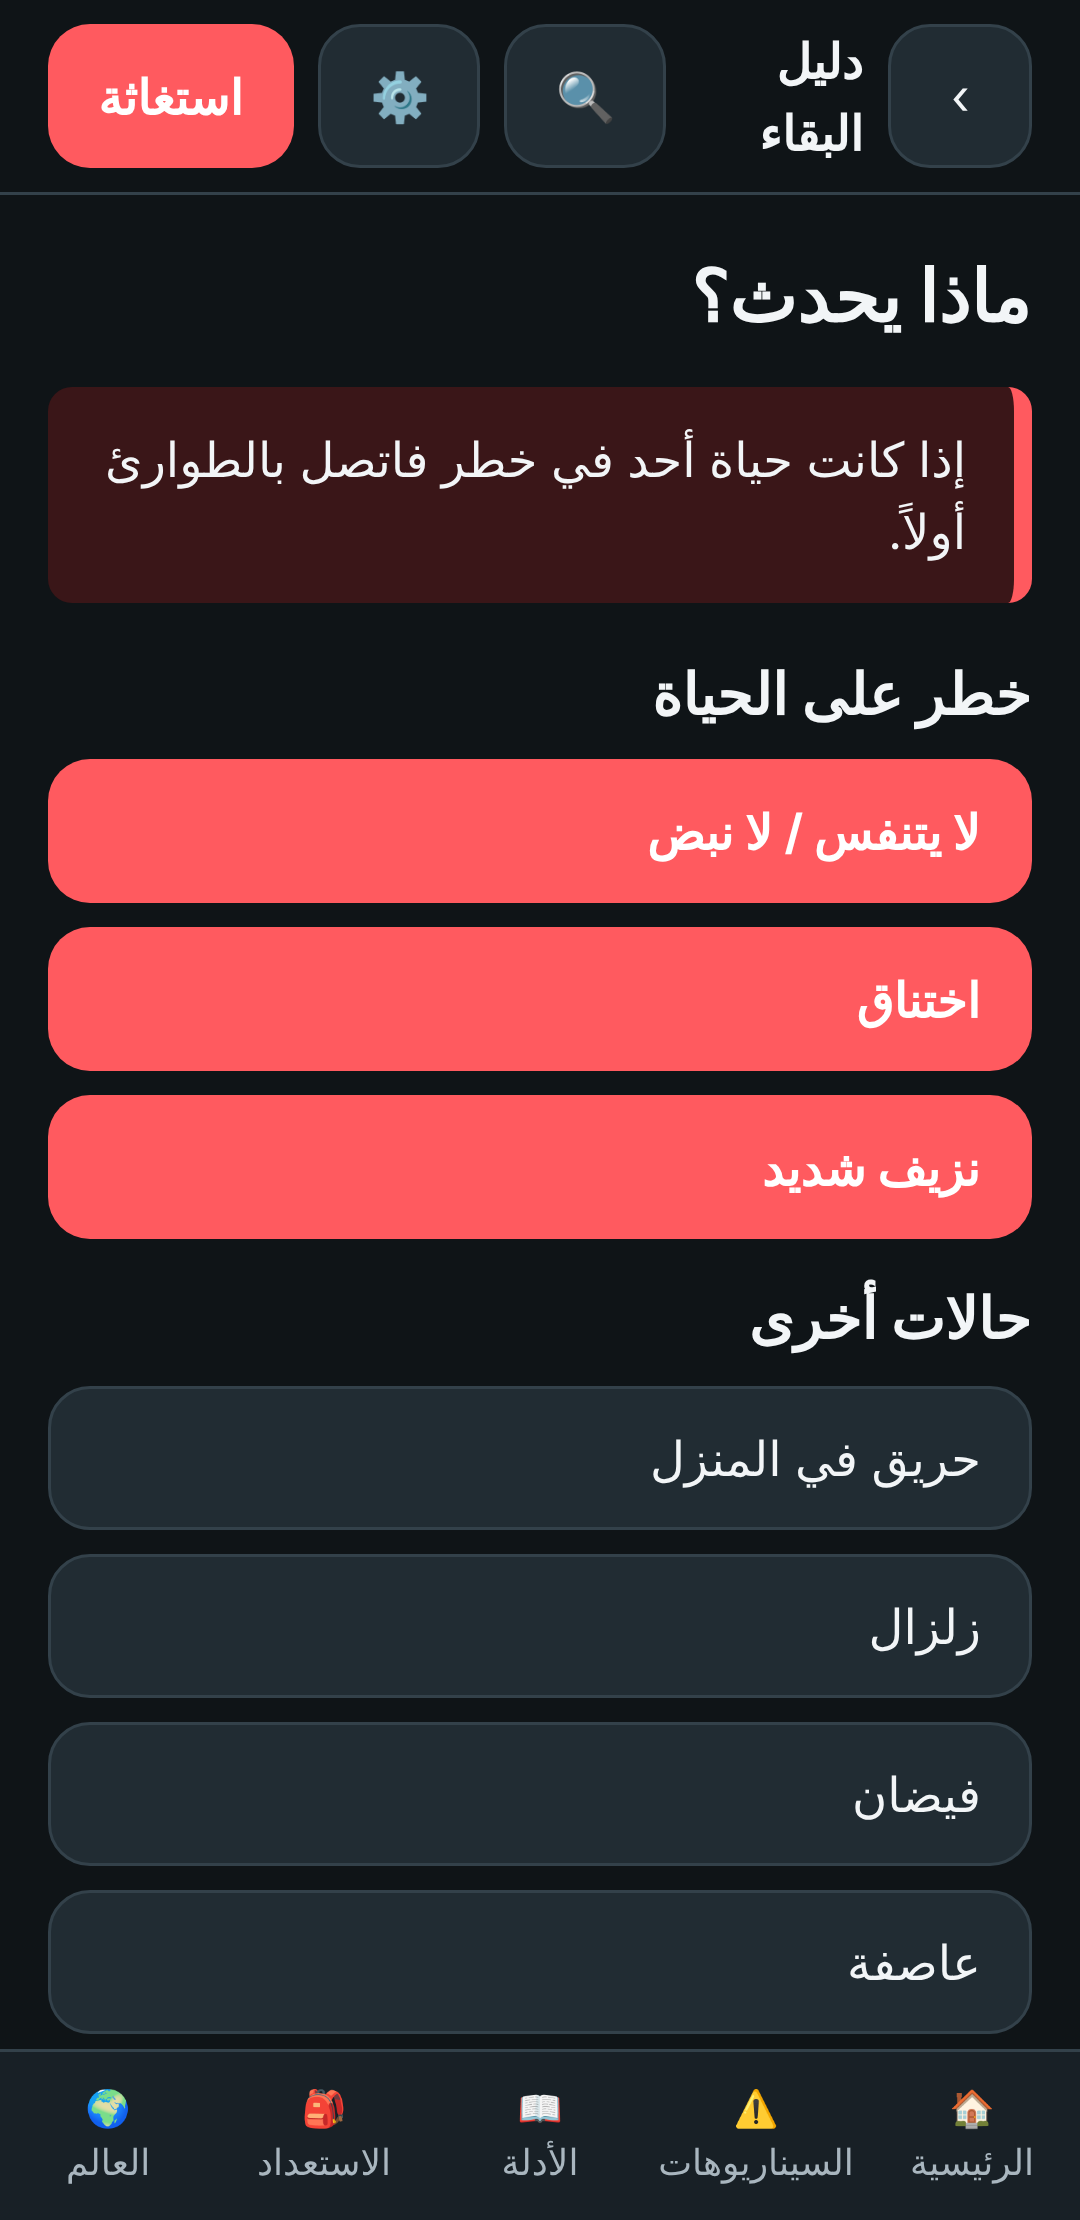 دليل
البقاء
استغاثة
ماذا يحدث؟
إذا كانت حياة أحد في خطر فاتصل بالطوارئ
أولاً.
خطر على الحياة
لا يتنفس / لا نبض
اختناق
نزيف شديد
حالات أخرى
حريق في المنزل
زلزال
فيضان
عاصفة
الرئيسية
السيناريوهات
الأدلة
الاستعداد
العالم